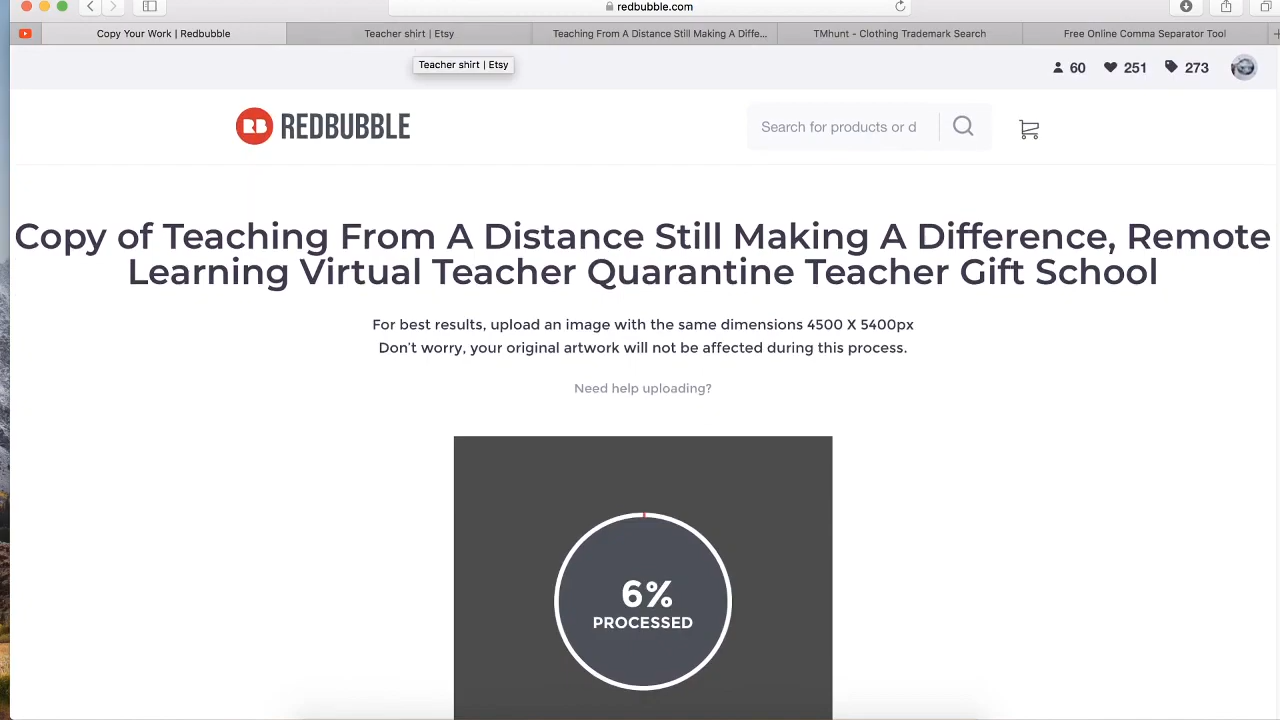 redbubble.com
Copy Your Work | Redbubble
Teacher shirt | Etsy
Teaching From A Distance Still Making A Diffe...
TMhunt - Clothing Trademark Search
Free Online Comma Separator Tool
Teacher shirt | Etsy
60 251 273
RB REDBUBBLE
Search for products or d
Copy of Teaching From A Distance Still Making A Difference, Remote
Learning Virtual Teacher Quarantine Teacher Gift School
For best results, upload an image with the same dimensions 4500 X 5400px
Don't worry, your original artwork will not be affected during this process.
Need help uploading?
6%
PROCESSED